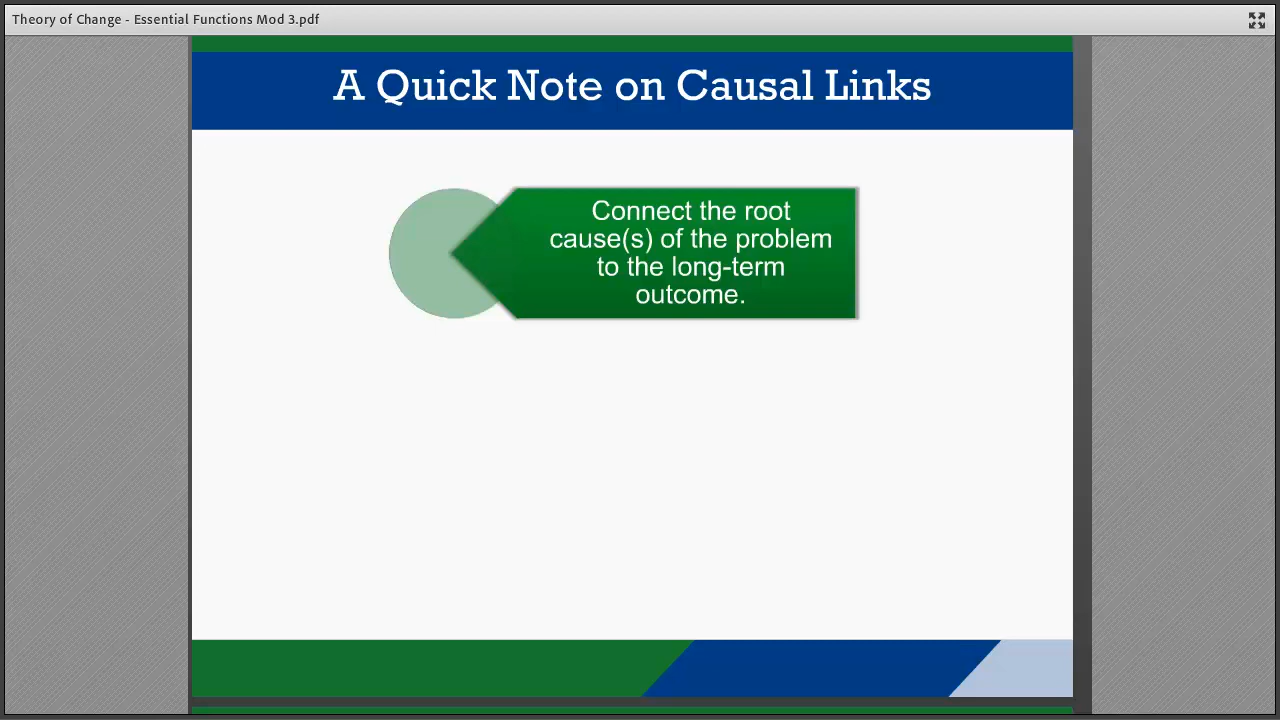 Theory of Change - Essential Functions Mod 3.pdf
A Quick Note on Causal Links
Connect the root
cause(s) of the problem
to the long-term
outcome.